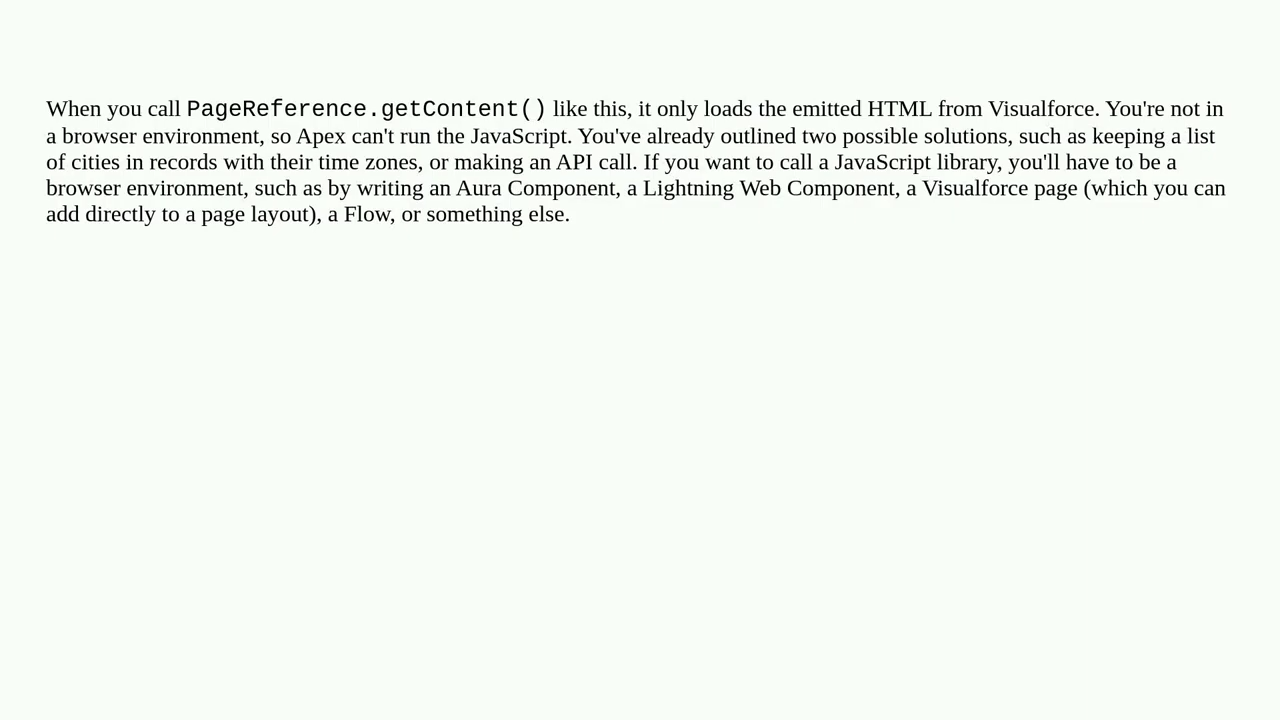 When you call PageReference.getContent() like this, it only loads the emitted HTML from Visualforce. You're not in
a browser environment, so Apex can't run the JavaScript. You've already outlined two possible solutions, such as keeping a list
of cities in records with their time zones, or making an API call. If you want to call a JavaScript library, you'll have to be a
browser environment, such as by writing an Aura Component, a Lightning Web Component, a Visualforce page (which you can
add directly to a page layout), a Flow, or something else.